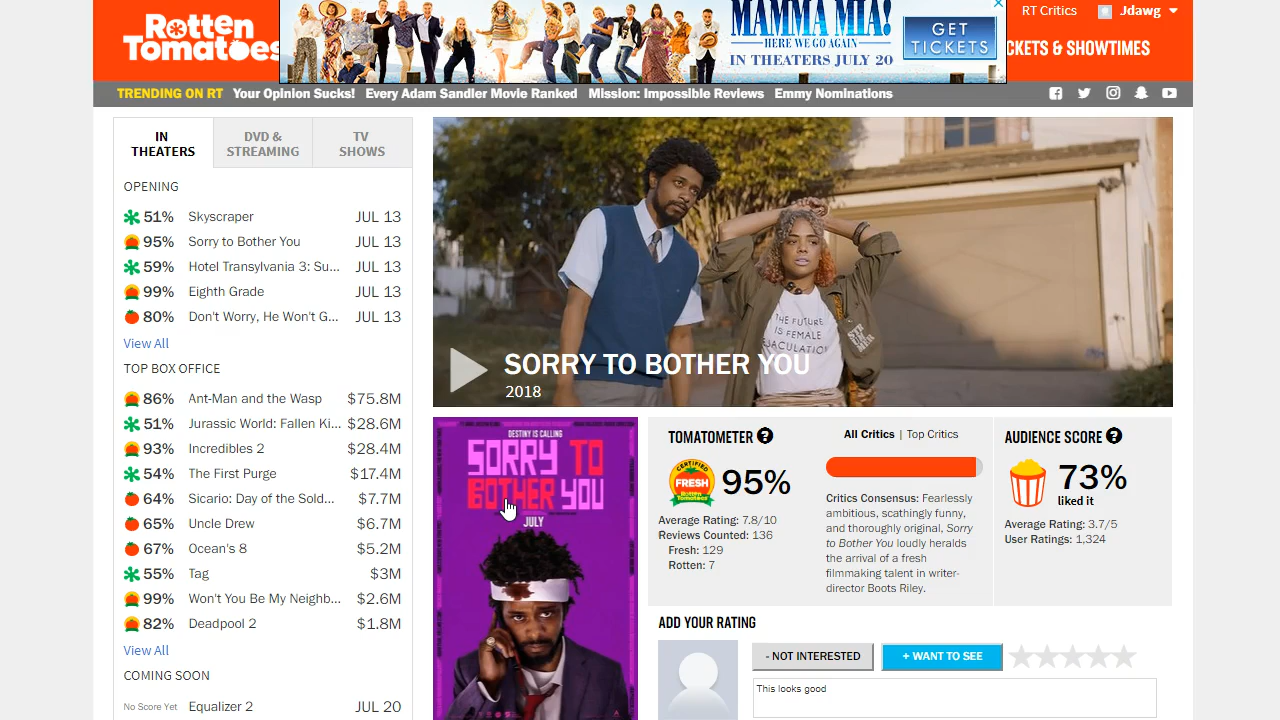 Rotten
Tomatoes
MAMMA MIA!
HERE WE GO AGAIN
IN THEATERS JULY 20
GET
TICKETS
RT Critics
Jdawg
CKETS & SHOWTIMES
TRENDING ON RT
Your Opinion Sucks!
Every Adam Sandler Movie Ranked
Mission: Impossible Reviews
Emmy Nominations
IN
THEATERS
DVD &
STREAMING
TV
SHOWS
OPENING
51% Skyscraper JUL 13
95% Sorry to Bother You JUL 13
59% Hotel Transylvania 3: Su... JUL 13
99% Eighth Grade JUL 13
80% Don't Worry, He Won't G... JUL 13
View All
TOP BOX OFFICE
86% Ant-Man and the Wasp $75.8M
51% Jurassic World: Fallen Ki... $28.6M
93% Incredibles 2 $28.4M
54% The First Purge $17.4M
64% Sicario: Day of the Sold... $7.7M
65% Uncle Drew $6.7M
67% Ocean's 8 $5.2M
55% Tag $3M
99% Won't You Be My Neighb... $2.6M
82% Deadpool 2 $1.8M
View All
COMING SOON
No Score Yet Equalizer 2 JUL 20
THE FUTURE
IS FEMALE
EJACULATION
SORRY TO BOTHER YOU
2018
DESTINY IS CALLING
SORRY TO
BOTHER YOU
JULY
TOMATOMETER ?
CERTIFIED
FRESH
Rotten
Tomatoes
95%
Average Rating: 7.8/10
Reviews Counted: 136
Fresh: 129
Rotten: 7
All Critics | Top Critics
Critics Consensus: Fearlessly
ambitious, scathingly funny,
and thoroughly original, Sorry
to Bother You loudly heralds
the arrival of a fresh
filmmaking talent in writer-
director Boots Riley.
AUDIENCE SCORE ?
73%
liked it
Average Rating: 3.7/5
User Ratings: 1,324
ADD YOUR RATING
- NOT INTERESTED
+ WANT TO SEE
This looks good